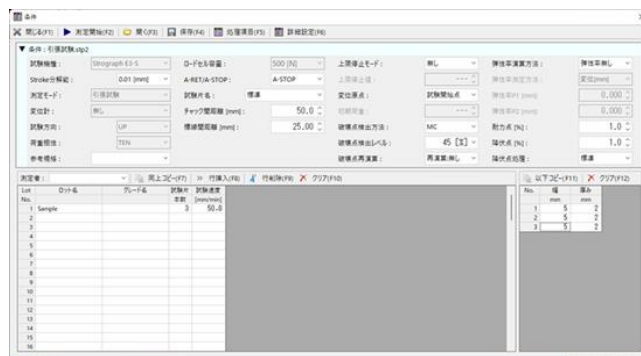 条件
閉じる(F1) 測定開始(F2) 開く(F3) 保存(F4) 処理項目(F5) 詳細設定(F6)
▼ 条件 : 引張試験.stp2
試験機種 : Strograph E3-S ロードセル容量 : 500 [N] 上限停止モード : 無し 弾性率演算方法 : 弾性率無し
Stroke分解能 : 0.01 [mm] A-RET/A-STOP : A-STOP 上限停止値 : --- 弾性率測定方法 : 変位[mm]
測定モード : 引張試験 試験片名 : 標準 変位原点 : 試験開始点 弾性率P1 [mm] 0.000
変位計 : 無し チャック間距離 [mm] : 50.0 初期荷重 : --- 弾性率P2 [mm] 0.000
試験方向 : UP 標線間距離 [mm] : 25.00 破壊点検出方法 : MC 耐力点 [%] : 1.0
荷重極性 : TEN 破壊点検出レベル : 45 [%] 降伏点 [%] : 1.0
参考規格 : 破壊点再演算 : 再演算:無し 降伏点処理 : 標準
測定者 : 同上コピー(F7) 行挿入(F8) 行削除(F9) クリア(F10) 以下コピー(F11) クリア(F12)
Lot No. ロット名 グレード名 試験片 本数 試験速度 [mm/min] No. 幅 mm 厚み mm
1 Sample 3 50.0 1 5 2
2 2 5 2
3 3 5 2
4
5
6
7
8
9
10
11
12
13
14
15
16